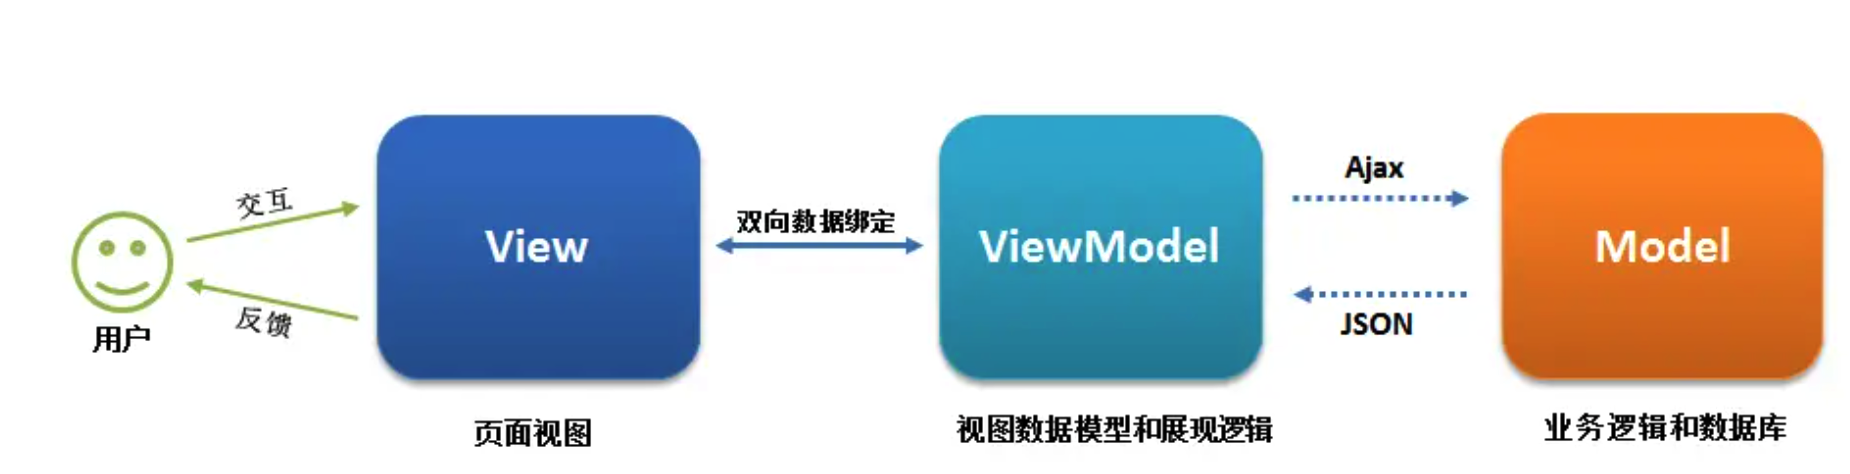 交互
反馈
用户
View
页面视图
双向数据绑定
ViewModel
视图数据模型和展现逻辑
Ajax
JSON
Model
业务逻辑和数据库